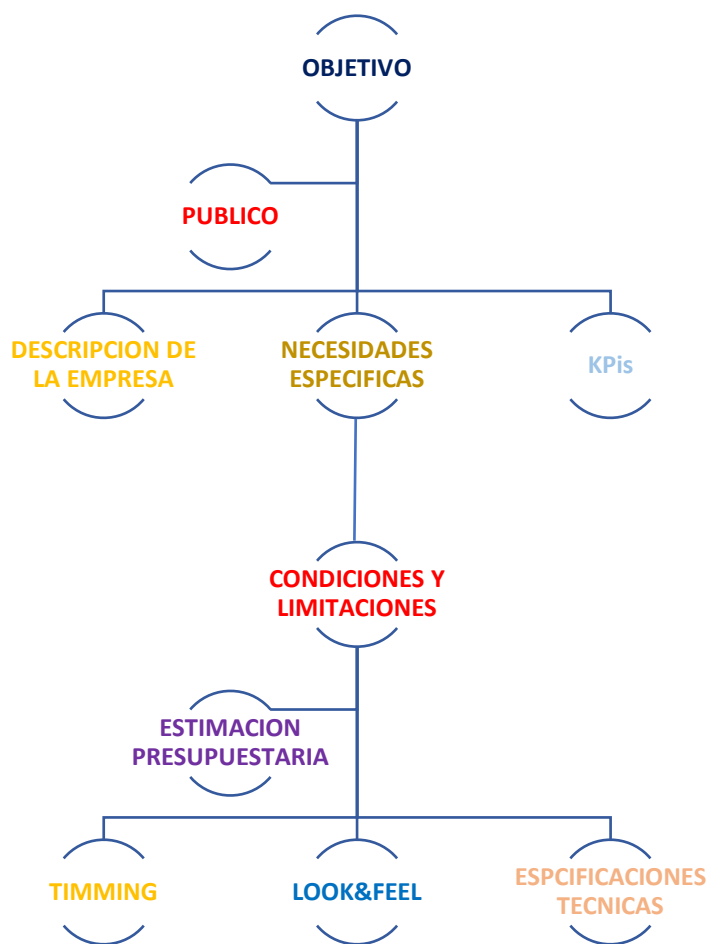 OBJETIVO
PUBLICO
DESCRIPCION DE
LA EMPRESA
NECESIDADES
ESPECIFICAS
KPis
CONDICIONES Y
LIMITACIONES
ESTIMACION
PRESUPUESTARIA
TIMMING
LOOK&FEEL
ESPCIFICACIONES
TECNICAS